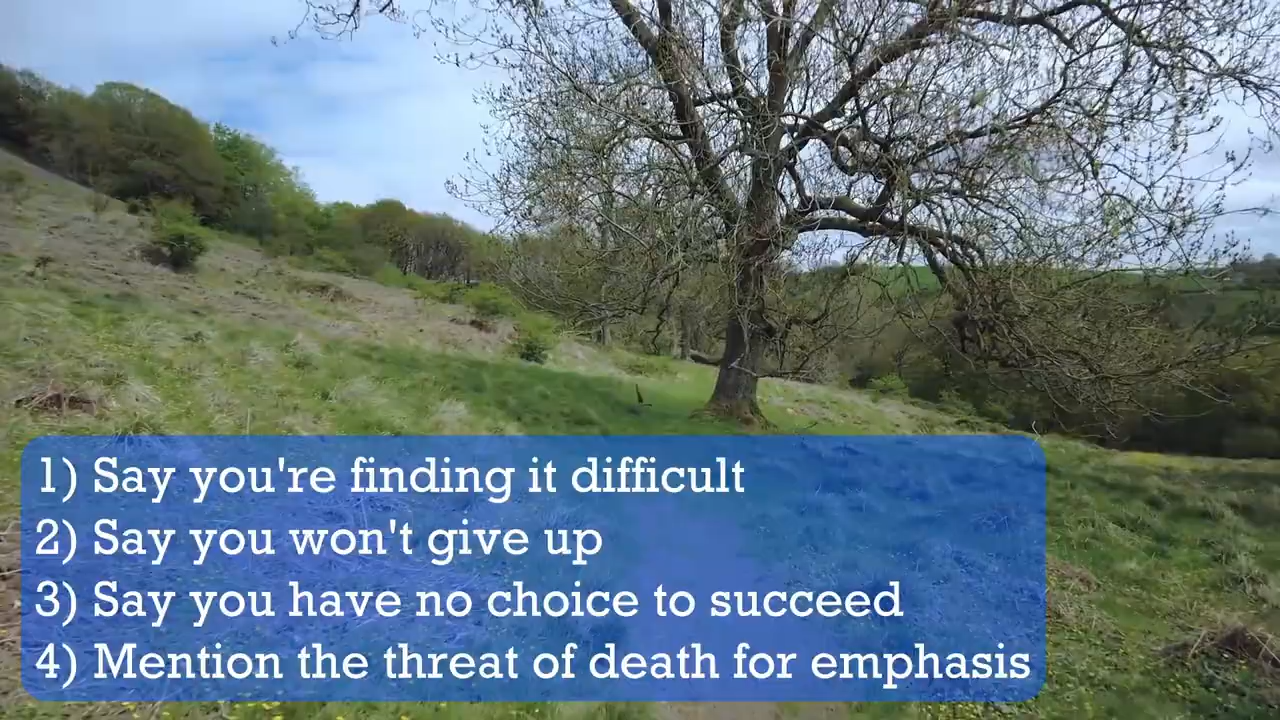 1) Say you're finding it difficult
2) Say you won't give up
3) Say you have no choice to succeed
4) Mention the threat of death for emphasis